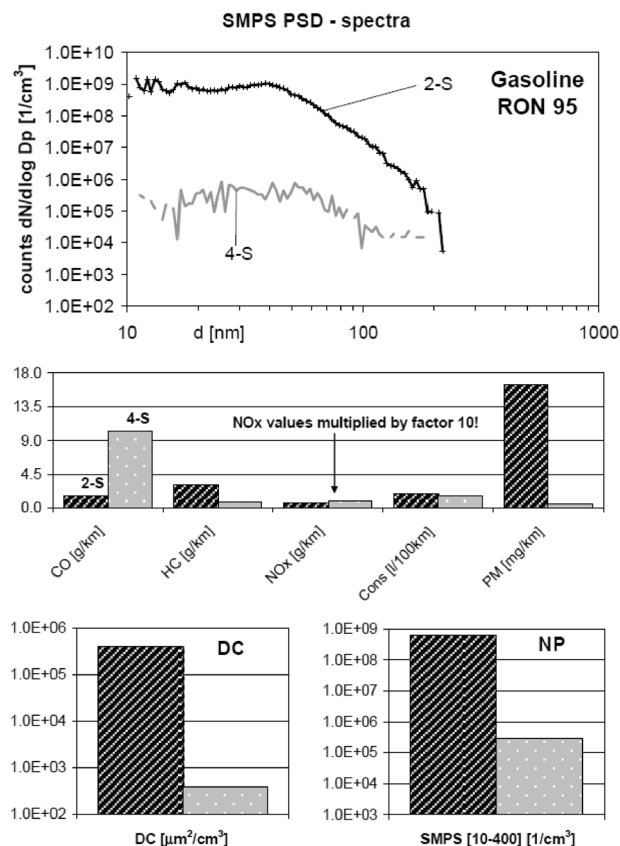 SMPS PSD - spectra
counts dN/dlog Dp [1/cm³]
1.0E+10
1.0E+09
1.0E+08
1.0E+07
1.0E+06
1.0E+05
1.0E+04
1.0E+03
1.0E+02
2-S
Gasoline
RON 95
4-S
10 d [nm] 100 1000
18.0
13.5
9.0
4.5
0.0
4-S
2-S
NOx values multiplied by factor 10!
CO [g/km]
HC [g/km]
NOx [g/km]
Cons [l/100km]
PM [mg/km]
1.0E+06
1.0E+05
1.0E+04
1.0E+03
1.0E+02
DC
DC [µm²/cm³]
1.0E+09
1.0E+08
1.0E+07
1.0E+06
1.0E+05
1.0E+04
1.0E+03
NP
SMPS [10-400] [1/cm³]